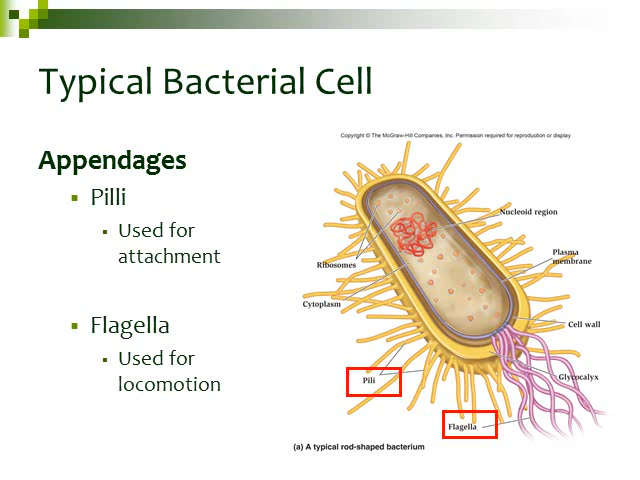 Typical Bacterial Cell
Appendages
Pilli
Used for
attachment
Flagella
Used for
locomotion
Copyright © The McGraw-Hill Companies, Inc. Permission required for reproduction or display.
Nucleoid region
Ribosomes
Plasma
membrane
Cytoplasm
Cell wall
Pili
Glycocalyx
Flagella
(a) A typical rod-shaped bacterium